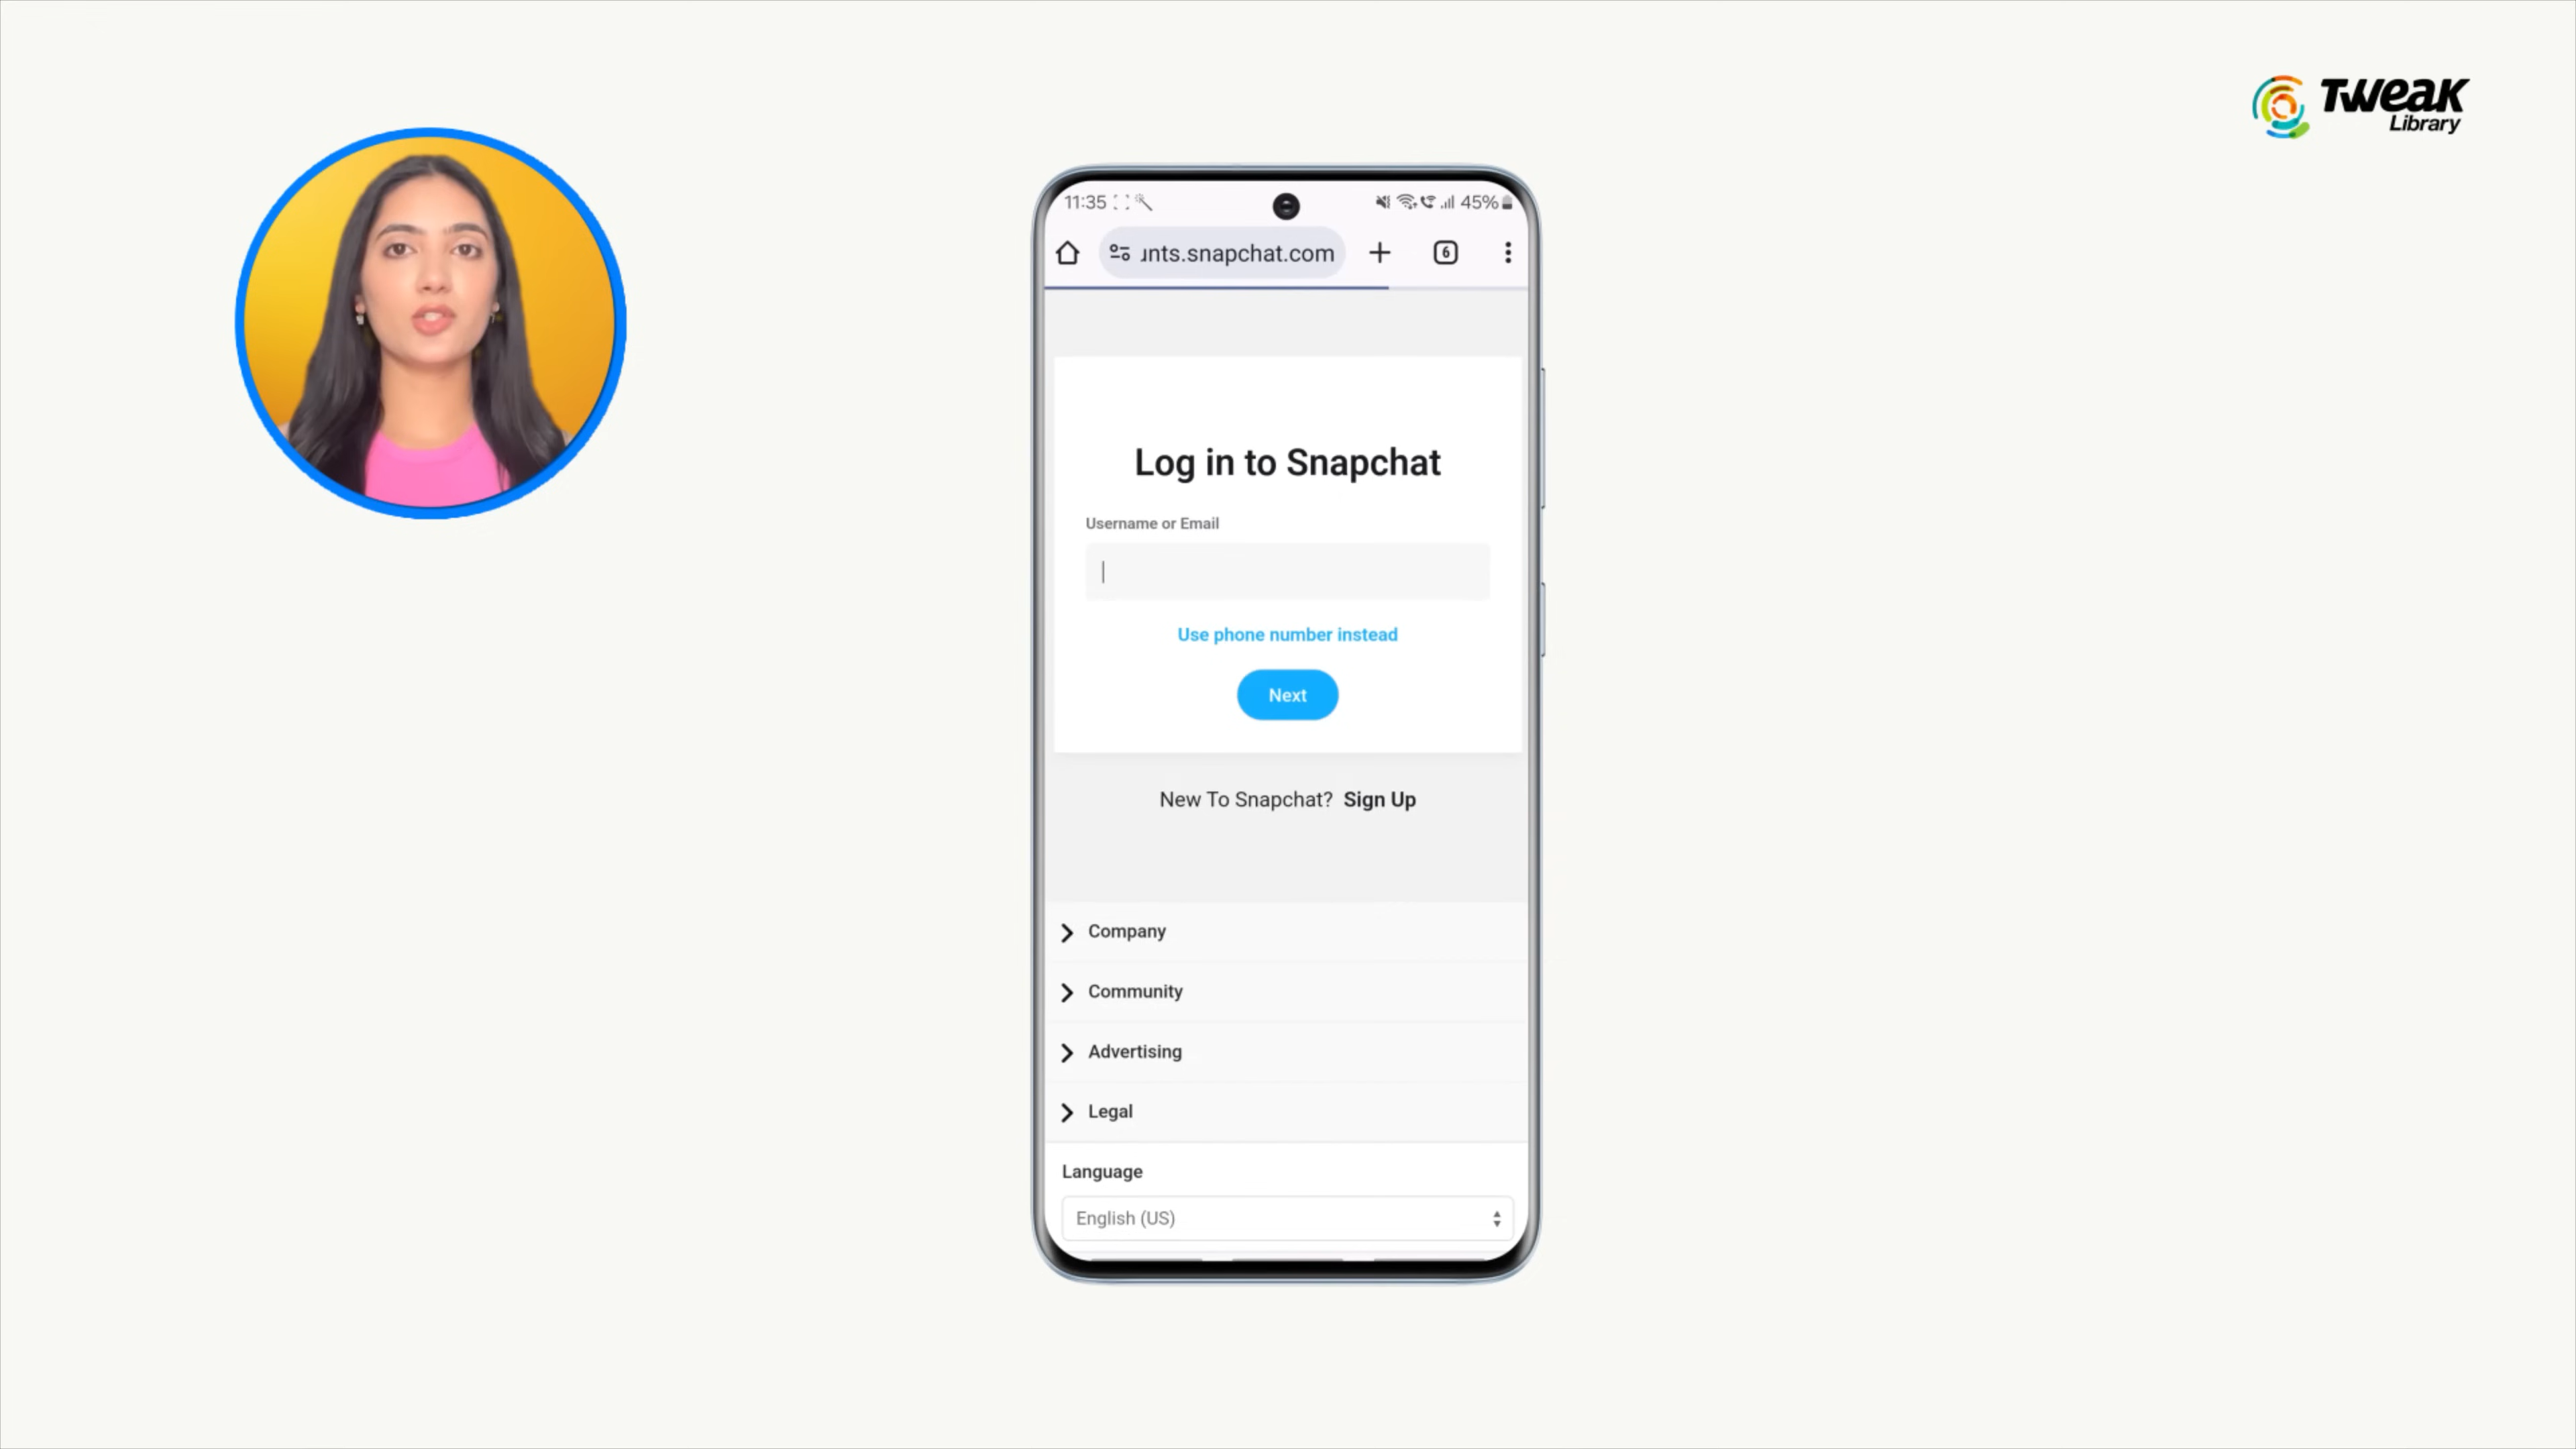 TWeaK
Library
11:35
45%
ınts.snapchat.com
6
Log in to Snapchat
Username or Email
Use phone number instead
Next
New To Snapchat? Sign Up
Company
Community
Advertising
Legal
Language
English (US)